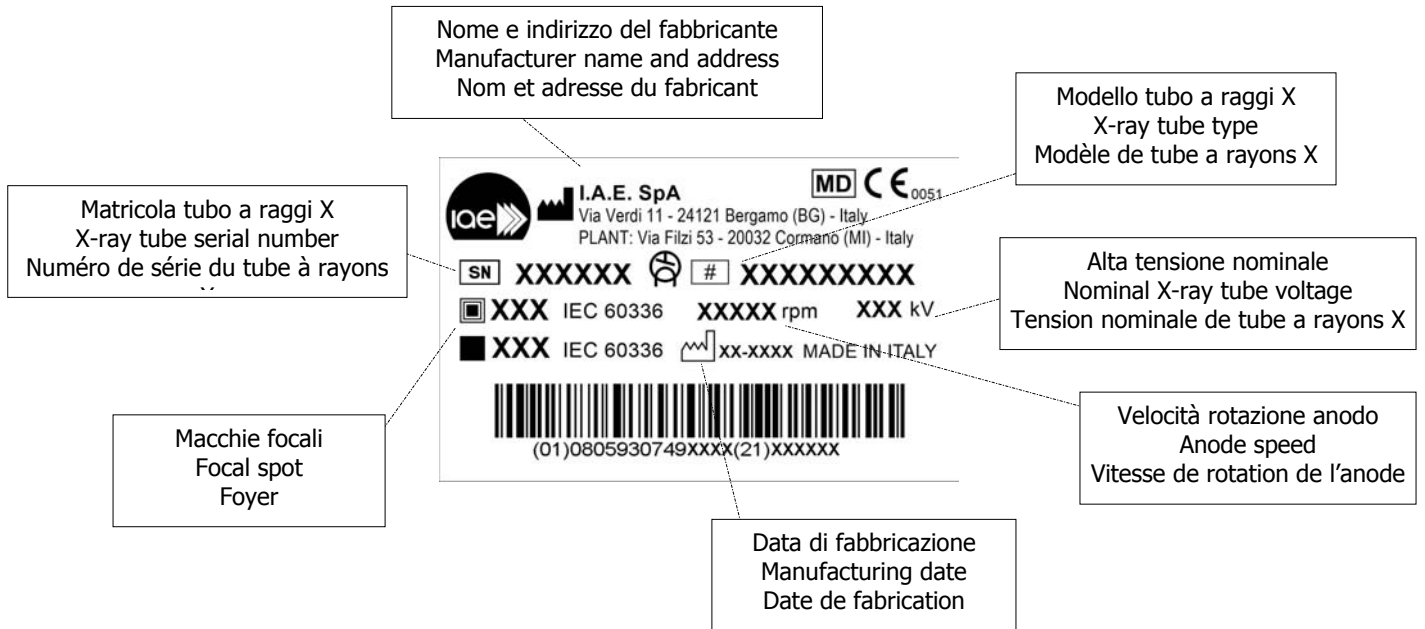 Nome e indirizzo del fabbricante
Manufacturer name and address
Nom et adresse du fabricant
Modello tubo a raggi X
X-ray tube type
Modèle de tube a rayons X
Matricola tubo a raggi X
X-ray tube serial number
Numéro de série du tube à rayons
iae
I.A.E. SpA
MD CE 0051
Via Verdi 11 - 24121 Bergamo (BG) - Italy
PLANT: Via Filzi 53 - 20032 Cormano (MI) - Italy
SN XXXXXX # XXXXXXXXX
XXX IEC 60336 XXXXX rpm XXX kV
XXX IEC 60336 xx-xxxx MADE IN ITALY
(01)0805930749XXXX(21)XXXXXX
Alta tensione nominale
Nominal X-ray tube voltage
Tension nominale de tube a rayons X
Macchie focali
Focal spot
Foyer
Velocità rotazione anodo
Anode speed
Vitesse de rotation de l’anode
Data di fabbricazione
Manufacturing date
Date de fabrication